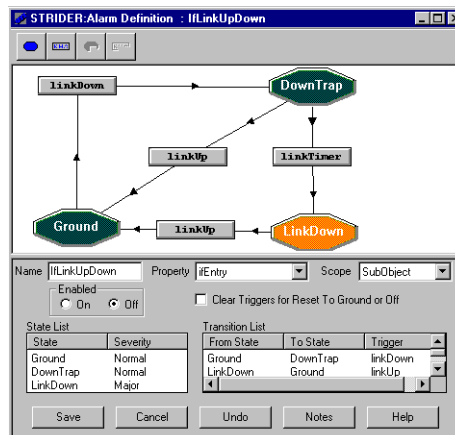 STRIDER:Alarm Definition : IfLinkUpDown
linkDown
DownTrap
linkUp
linkTimer
Ground
linkUp
LinkDown
Name IfLinkUpDown Property ifEntry Scope SubObject
Enabled
On Off
Clear Triggers for Reset To Ground or Off
State List
Transition List
State Severity
From State To State Trigger
Ground Normal
Ground DownTrap linkDown
DownTrap Normal
LinkDown Ground linkUp
LinkDown Major
Save Cancel Undo Notes Help